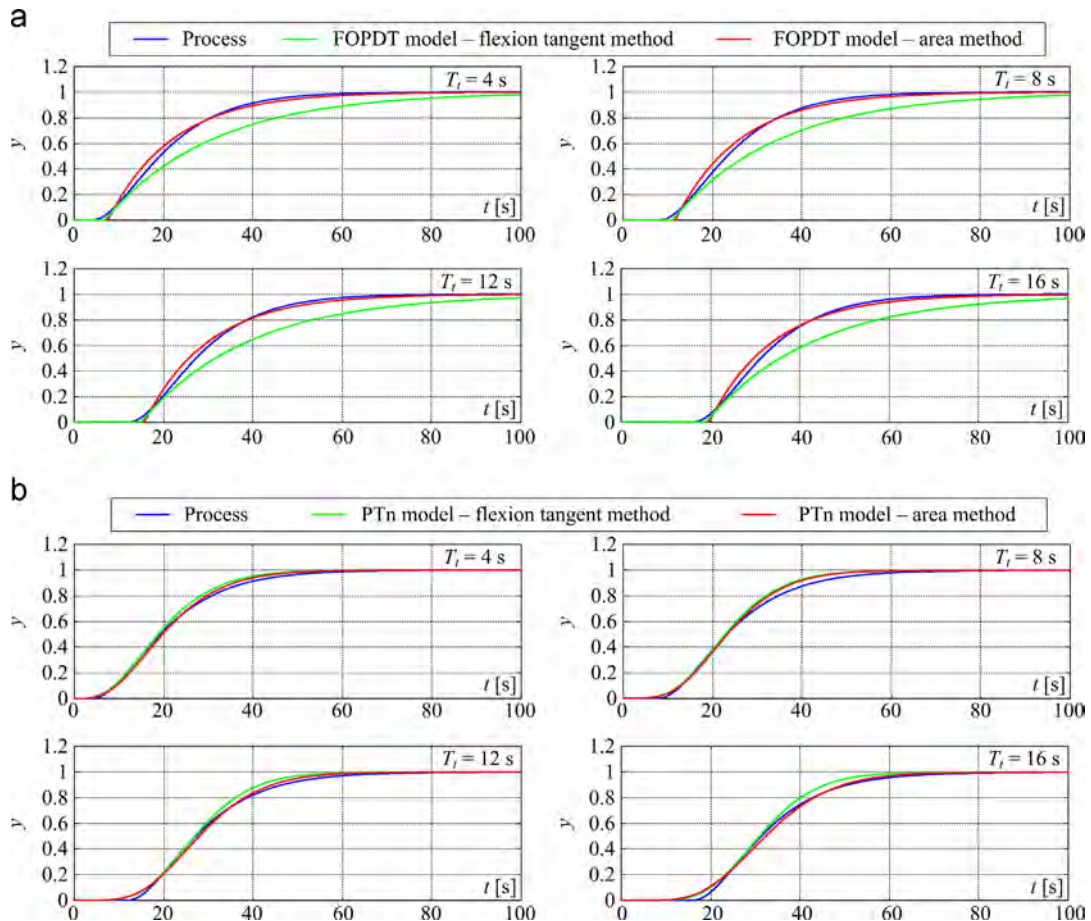 a
Process FOPDT model – flexion tangent method FOPDT model – area method
1.2 1
0.8
0.6
0.4
0.2
0
y
T_t = 4 s
t [s]
0 20 40 60 80 100
1.2
1
0.8
0.6
0.4
0.2
0
y
T_t = 8 s
t [s]
0 20 40 60 80 100
1.2
1
0.8
0.6
0.4
0.2
0
y
T_t = 12 s
t [s]
0 20 40 60 80 100
1.2
1
0.8
0.6
0.4
0.2
0
y
T_t = 16 s
t [s]
0 20 40 60 80 100
b
Process PTn model – flexion tangent method PTn model – area method
1.2
1
0.8
0.6
0.4
0.2
0
y
T_t = 4 s
t [s]
0 20 40 60 80 100
1.2
1
0.8
0.6
0.4
0.2
0
y
T_t = 8 s
t [s]
0 20 40 60 80 100
1.2
1
0.8
0.6
0.4
0.2
0
y
T_t = 12 s
t [s]
0 20 40 60 80 100
1.2
1
0.8
0.6
0.4
0.2
0
y
T_t = 16 s
t [s]
0 20 40 60 80 100